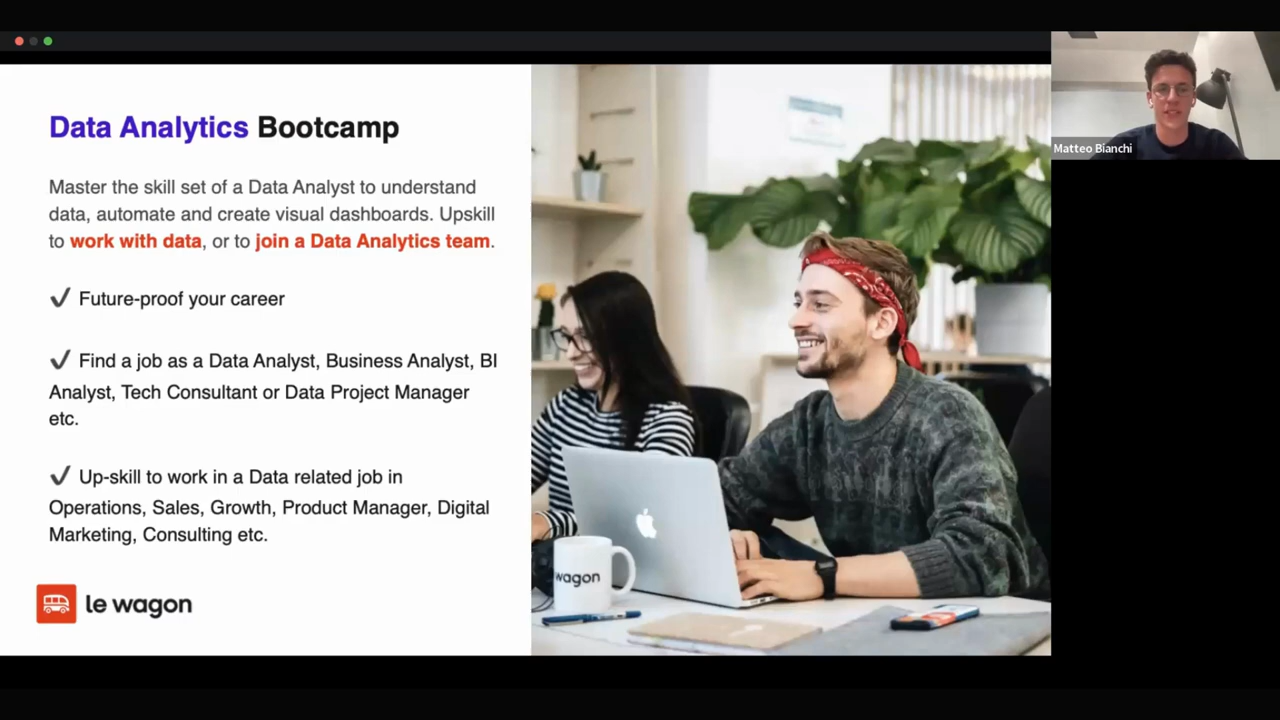 Data Analytics Bootcamp
Master the skill set of a Data Analyst to understand
data, automate and create visual dashboards. Upskill
to work with data, or to join a Data Analytics team.
✔ Future-proof your career
✔ Find a job as a Data Analyst, Business Analyst, BI
Analyst, Tech Consultant or Data Project Manager
etc.
✔ Up-skill to work in a Data related job in
Operations, Sales, Growth, Product Manager, Digital
Marketing, Consulting etc.
le wagon
wagon
Matteo Bianchi